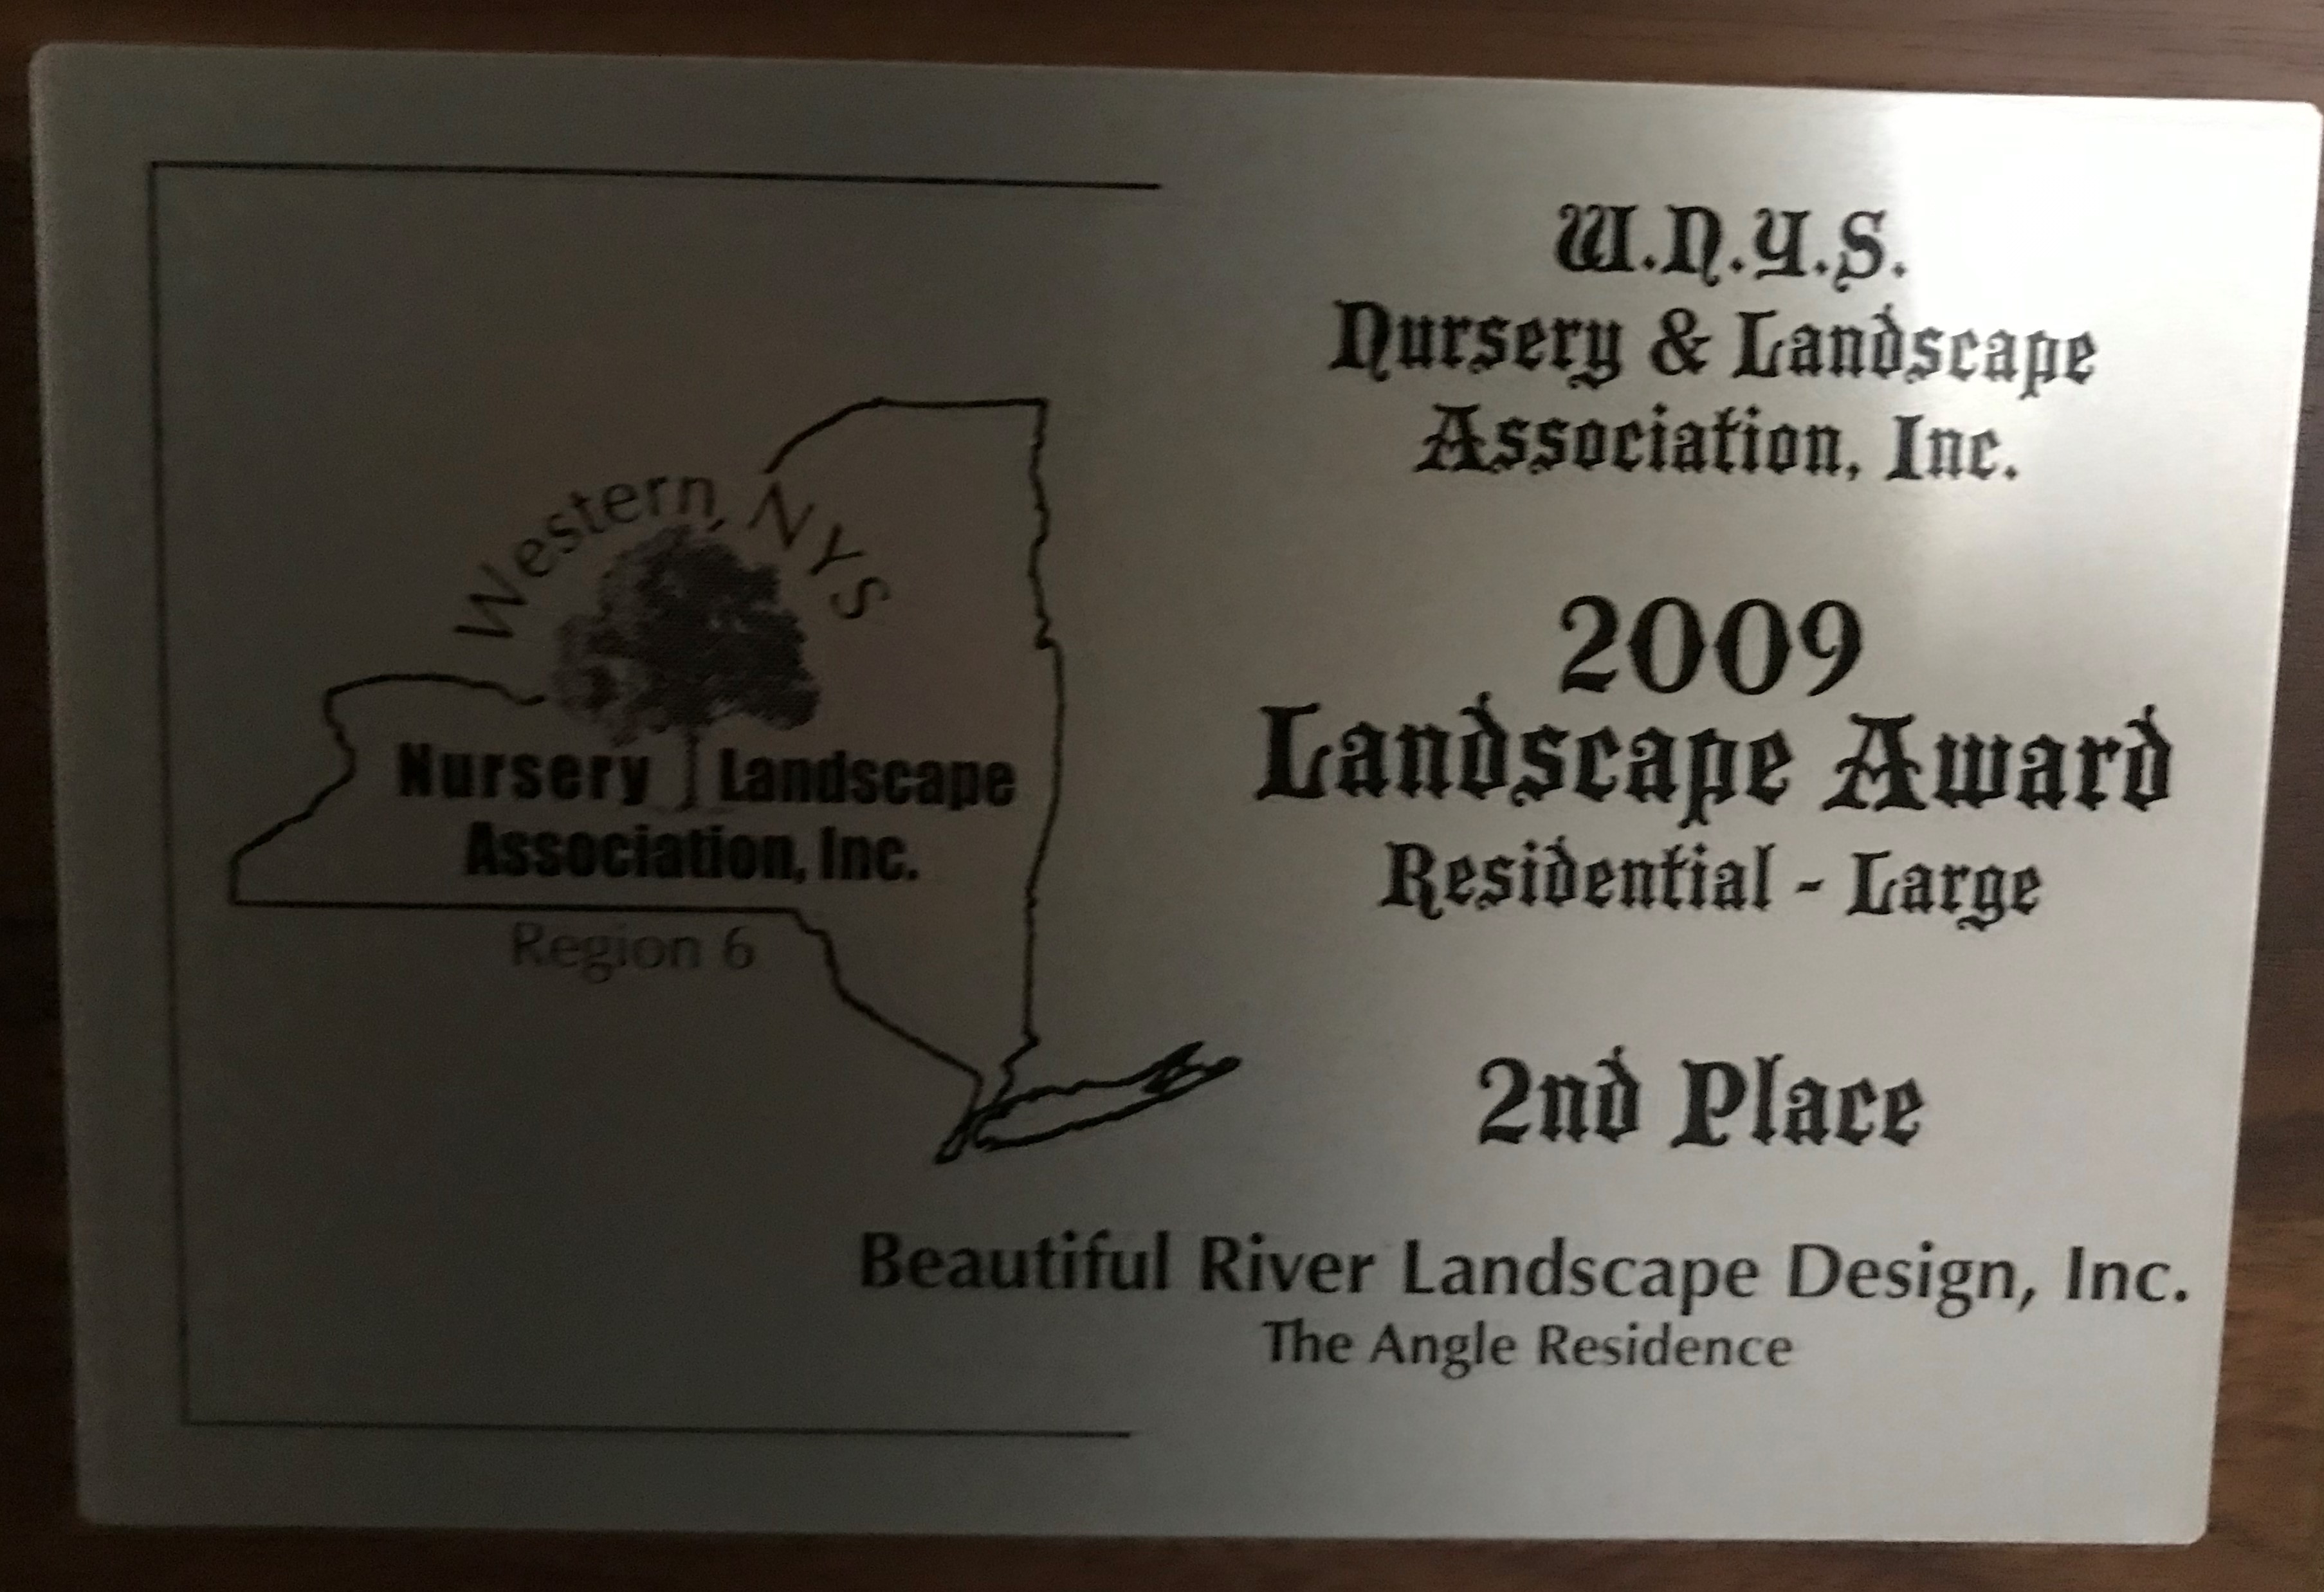 Western NYS
Nursery Landscape
Association, Inc.
Region 6
W.N.Y.S.
Nursery & Landscape
Association, Inc.
2009
Landscape Award
Residential - Large
2nd Place
Beautiful River Landscape Design, Inc.
The Angle Residence